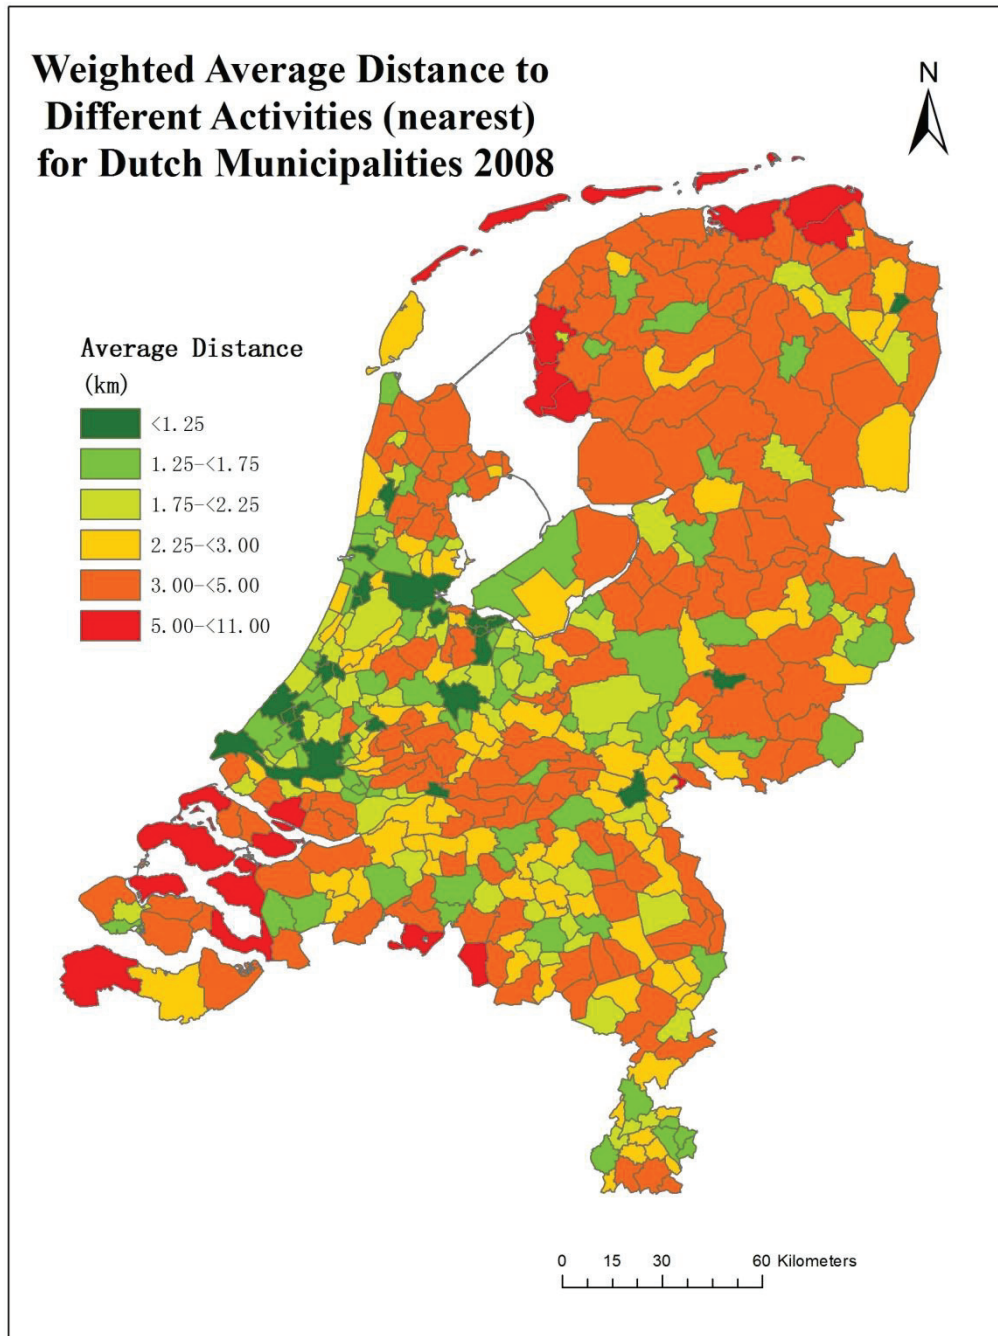 Weighted Average Distance to
Different Activities (nearest)
for Dutch Municipalities 2008
N
Average Distance
(km)
<1.25
1.25-<1.75
1.75-<2.25
2.25-<3.00
3.00-<5.00
5.00-<11.00
0 15 30 60 Kilometers